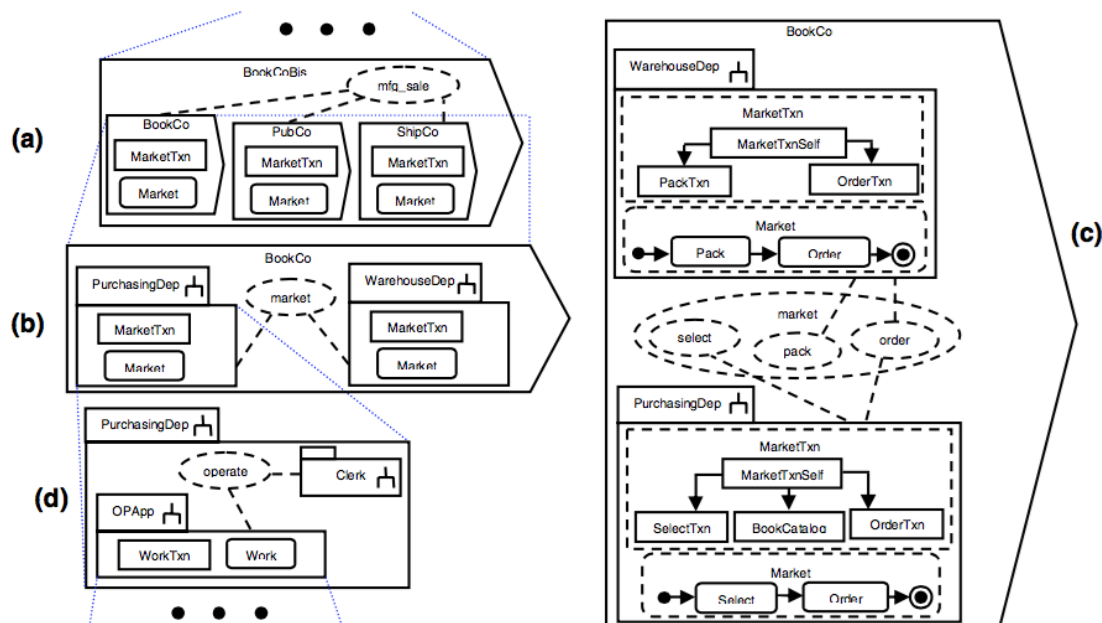 (a)
BookCoBis
mfg_sale
BookCo
MarketTxn
Market
PubCo
MarketTxn
Market
ShipCo
MarketTxn
Market
(b)
BookCo
PurchasingDep
MarketTxn
Market
market
WarehouseDep
MarketTxn
Market
(d)
PurchasingDep
operate
Clerk
OPApp
WorkTxn
Work
(c)
BookCo
WarehouseDep
MarketTxn
MarketTxnSelf
PackTxn
OrderTxn
Market
Pack
Order
market
select
pack
order
PurchasingDep
MarketTxn
MarketTxnSelf
SelectTxn
BookCatalog
OrderTxn
Market
Select
Order